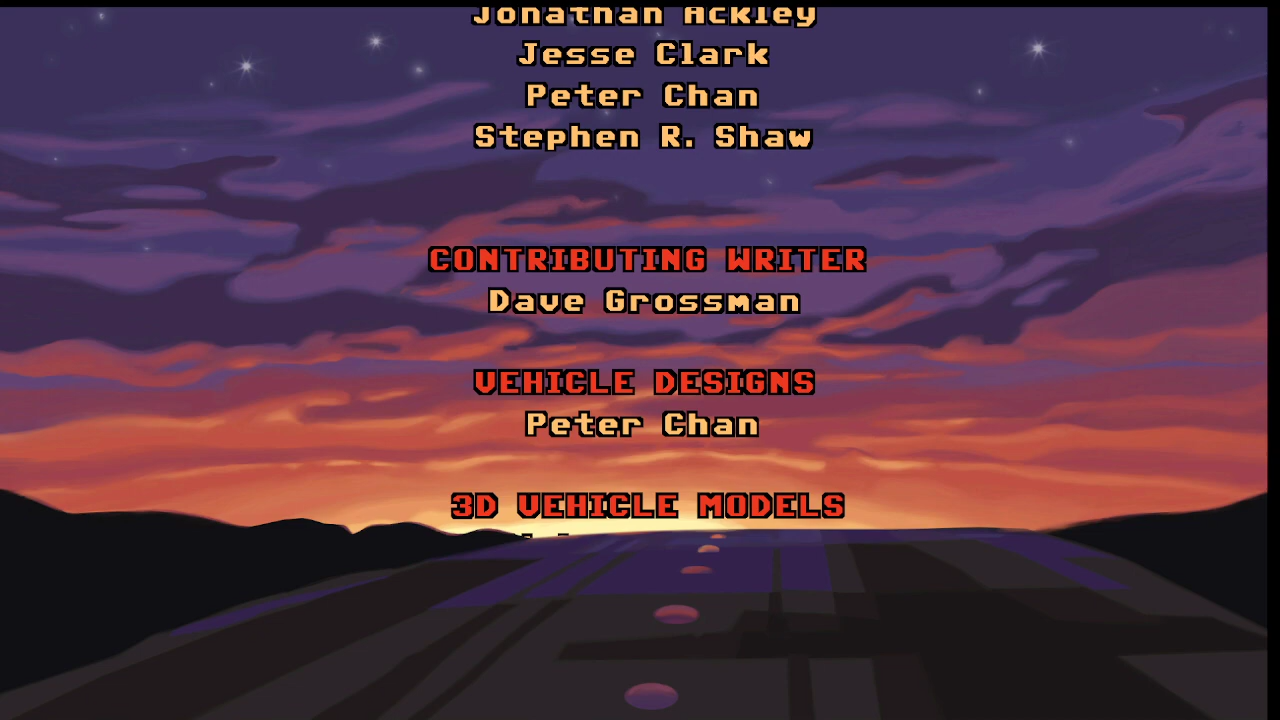 Jonathan Ackley
Jesse Clark
Peter Chan
Stephen R. Shaw
CONTRIBUTING WRITER
Dave Grossman
VEHICLE DESIGNS
Peter Chan
3D VEHICLE MODELS